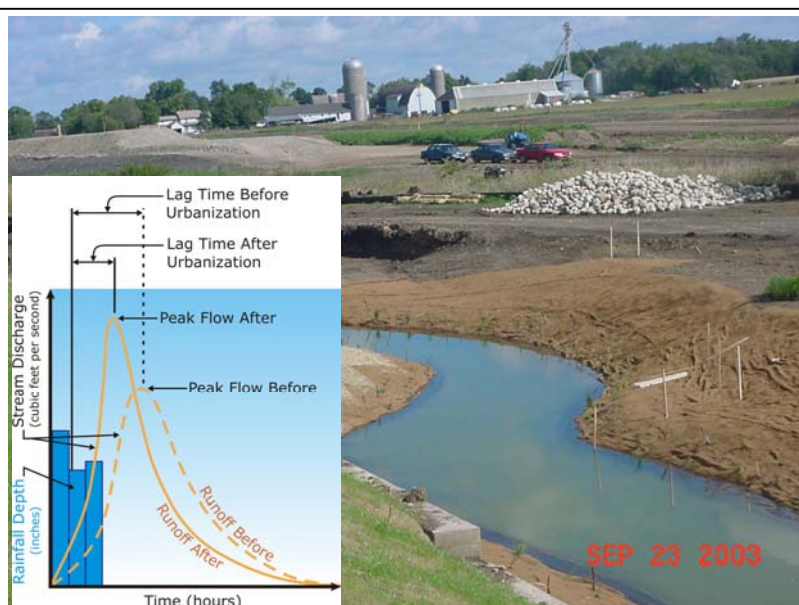 Lag Time Before
Urbanization
Lag Time After
Urbanization
Peak Flow After
Peak Flow Before
Stream Discharge
(cubic feet per second)
Rainfall Depth
(inches)
Runoff Before
Runoff After
Time (hours)
SEP 23 2003